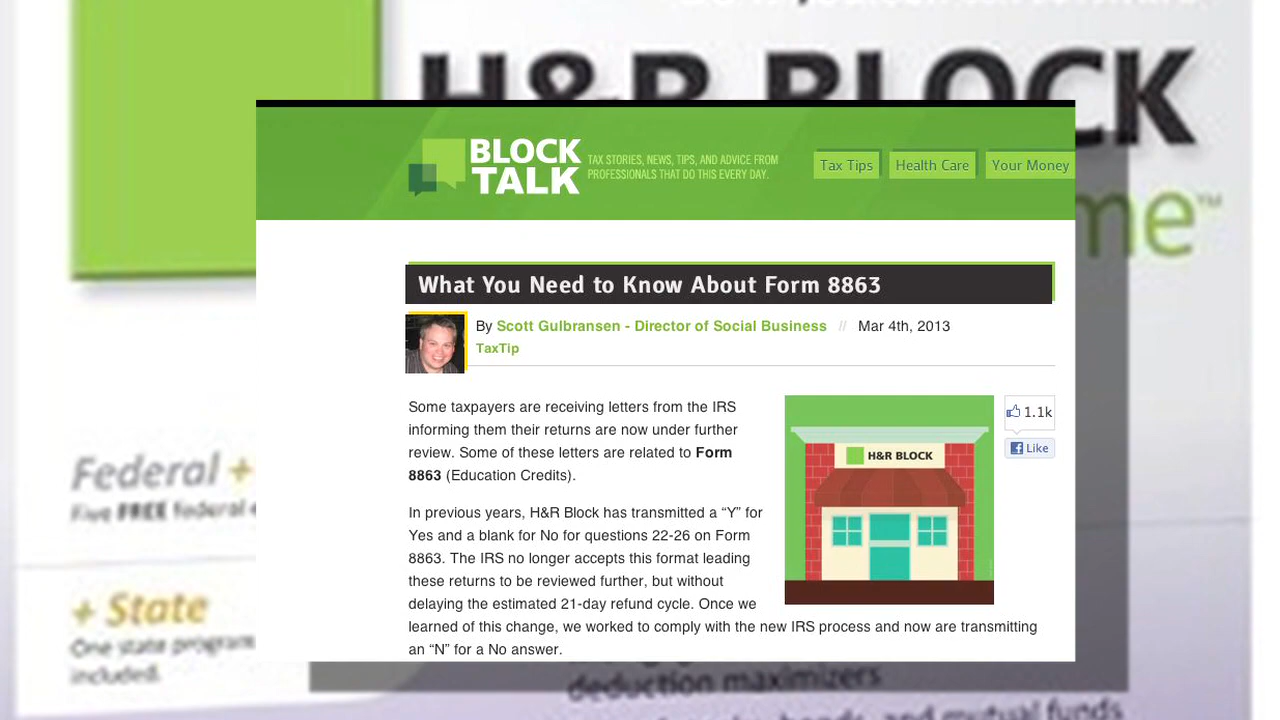 H&R BLOCK
BLOCK
TALK
TAX STORIES, NEWS, TIPS, AND ADVICE FROM
PROFESSIONALS THAT DO THIS EVERY DAY.
Tax Tips
Health Care
Your Money
me™
What You Need to Know About Form 8863
By Scott Gulbransen - Director of Social Business // Mar 4th, 2013
TaxTip
Some taxpayers are receiving letters from the IRS
informing them their returns are now under further
review. Some of these letters are related to Form
8863 (Education Credits).
1.1k
Like
H&R BLOCK
In previous years, H&R Block has transmitted a “Y” for
Yes and a blank for No for questions 22-26 on Form
8863. The IRS no longer accepts this format leading
these returns to be reviewed further, but without
delaying the estimated 21-day refund cycle. Once we
learned of this change, we worked to comply with the new IRS process and now are transmitting
an “N” for a No answer.
Federal +
Five FREE federal
+ State
One state program
included.
deduction maximizers
bonds, and mutual funds